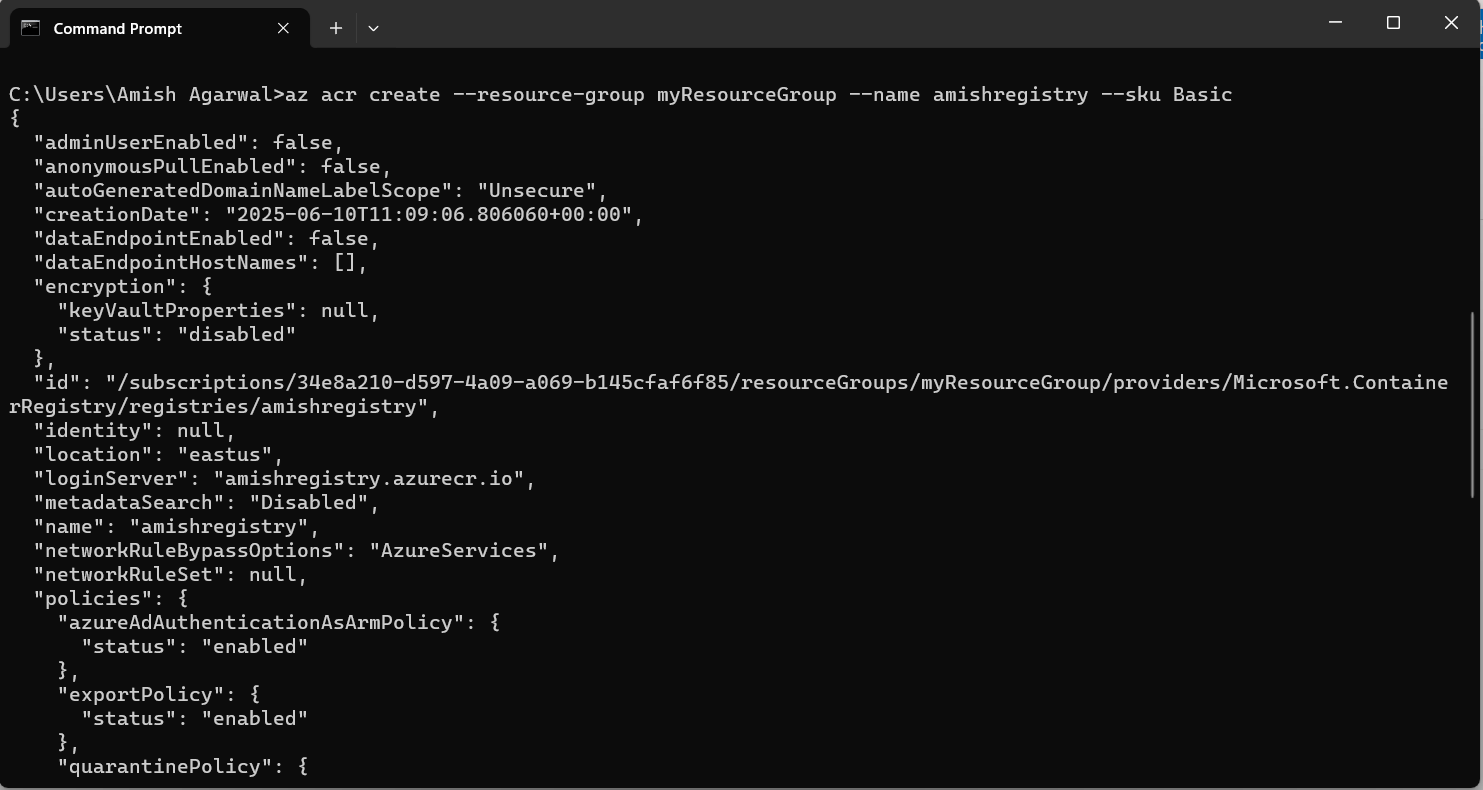 Command Prompt
C:\Users\Amish Agarwal>az acr create --resource-group myResourceGroup --name amishregistry --sku Basic
{
  "adminUserEnabled": false,
  "anonymousPullEnabled": false,
  "autoGeneratedDomainNameLabelScope": "Unsecure",
  "creationDate": "2025-06-10T11:09:06.806060+00:00",
  "dataEndpointEnabled": false,
  "dataEndpointHostNames": [],
  "encryption": {
    "keyVaultProperties": null,
    "status": "disabled"
  },
  "id": "/subscriptions/34e8a210-d597-4a09-a069-b145cfaf6f85/resourceGroups/myResourceGroup/providers/Microsoft.Containe
rRegistry/registries/amishregistry",
  "identity": null,
  "location": "eastus",
  "loginServer": "amishregistry.azurecr.io",
  "metadataSearch": "Disabled",
  "name": "amishregistry",
  "networkRuleBypassOptions": "AzureServices",
  "networkRuleSet": null,
  "policies": {
    "azureAdAuthenticationAsArmPolicy": {
      "status": "enabled"
    },
    "exportPolicy": {
      "status": "enabled"
    },
    "quarantinePolicy": {